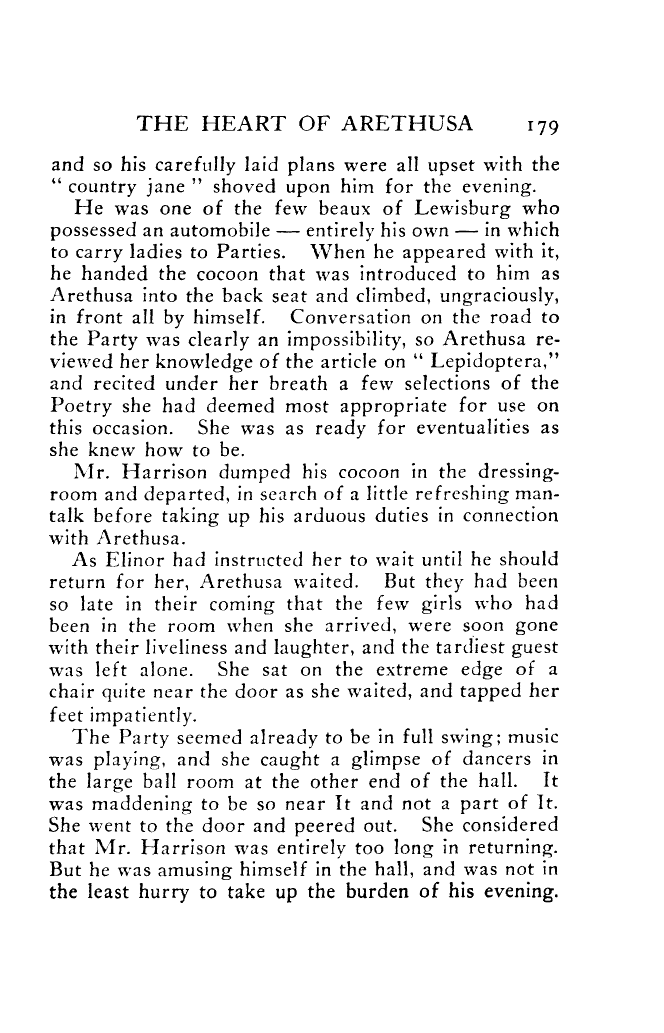 THE HEART OF ARETHUSA 179
and so his carefully laid plans were all upset with the
“ country jane ” shoved upon him for the evening.
He was one of the few beaux of Lewisburg who
possessed an automobile — entirely his own — in which
to carry ladies to Parties. When he appeared with it,
he handed the cocoon that was introduced to him as
Arethusa into the back seat and climbed, ungraciously,
in front all by himself. Conversation on the road to
the Party was clearly an impossibility, so Arethusa re-
viewed her knowledge of the article on “ Lepidoptera,”
and recited under her breath a few selections of the
Poetry she had deemed most appropriate for use on
this occasion. She was as ready for eventualities as
she knew how to be.
Mr. Harrison dumped his cocoon in the dressing-
room and departed, in search of a little refreshing man-
talk before taking up his arduous duties in connection
with Arethusa.
As Elinor had instructed her to wait until he should
return for her, Arethusa waited. But they had been
so late in their coming that the few girls who had
been in the room when she arrived, were soon gone
with their liveliness and laughter, and the tardiest guest
was left alone. She sat on the extreme edge of a
chair quite near the door as she waited, and tapped her
feet impatiently.
The Party seemed already to be in full swing; music
was playing, and she caught a glimpse of dancers in
the large ball room at the other end of the hall. It
was maddening to be so near It and not a part of It.
She went to the door and peered out. She considered
that Mr. Harrison was entirely too long in returning.
But he was amusing himself in the hall, and was not in
the least hurry to take up the burden of his evening.